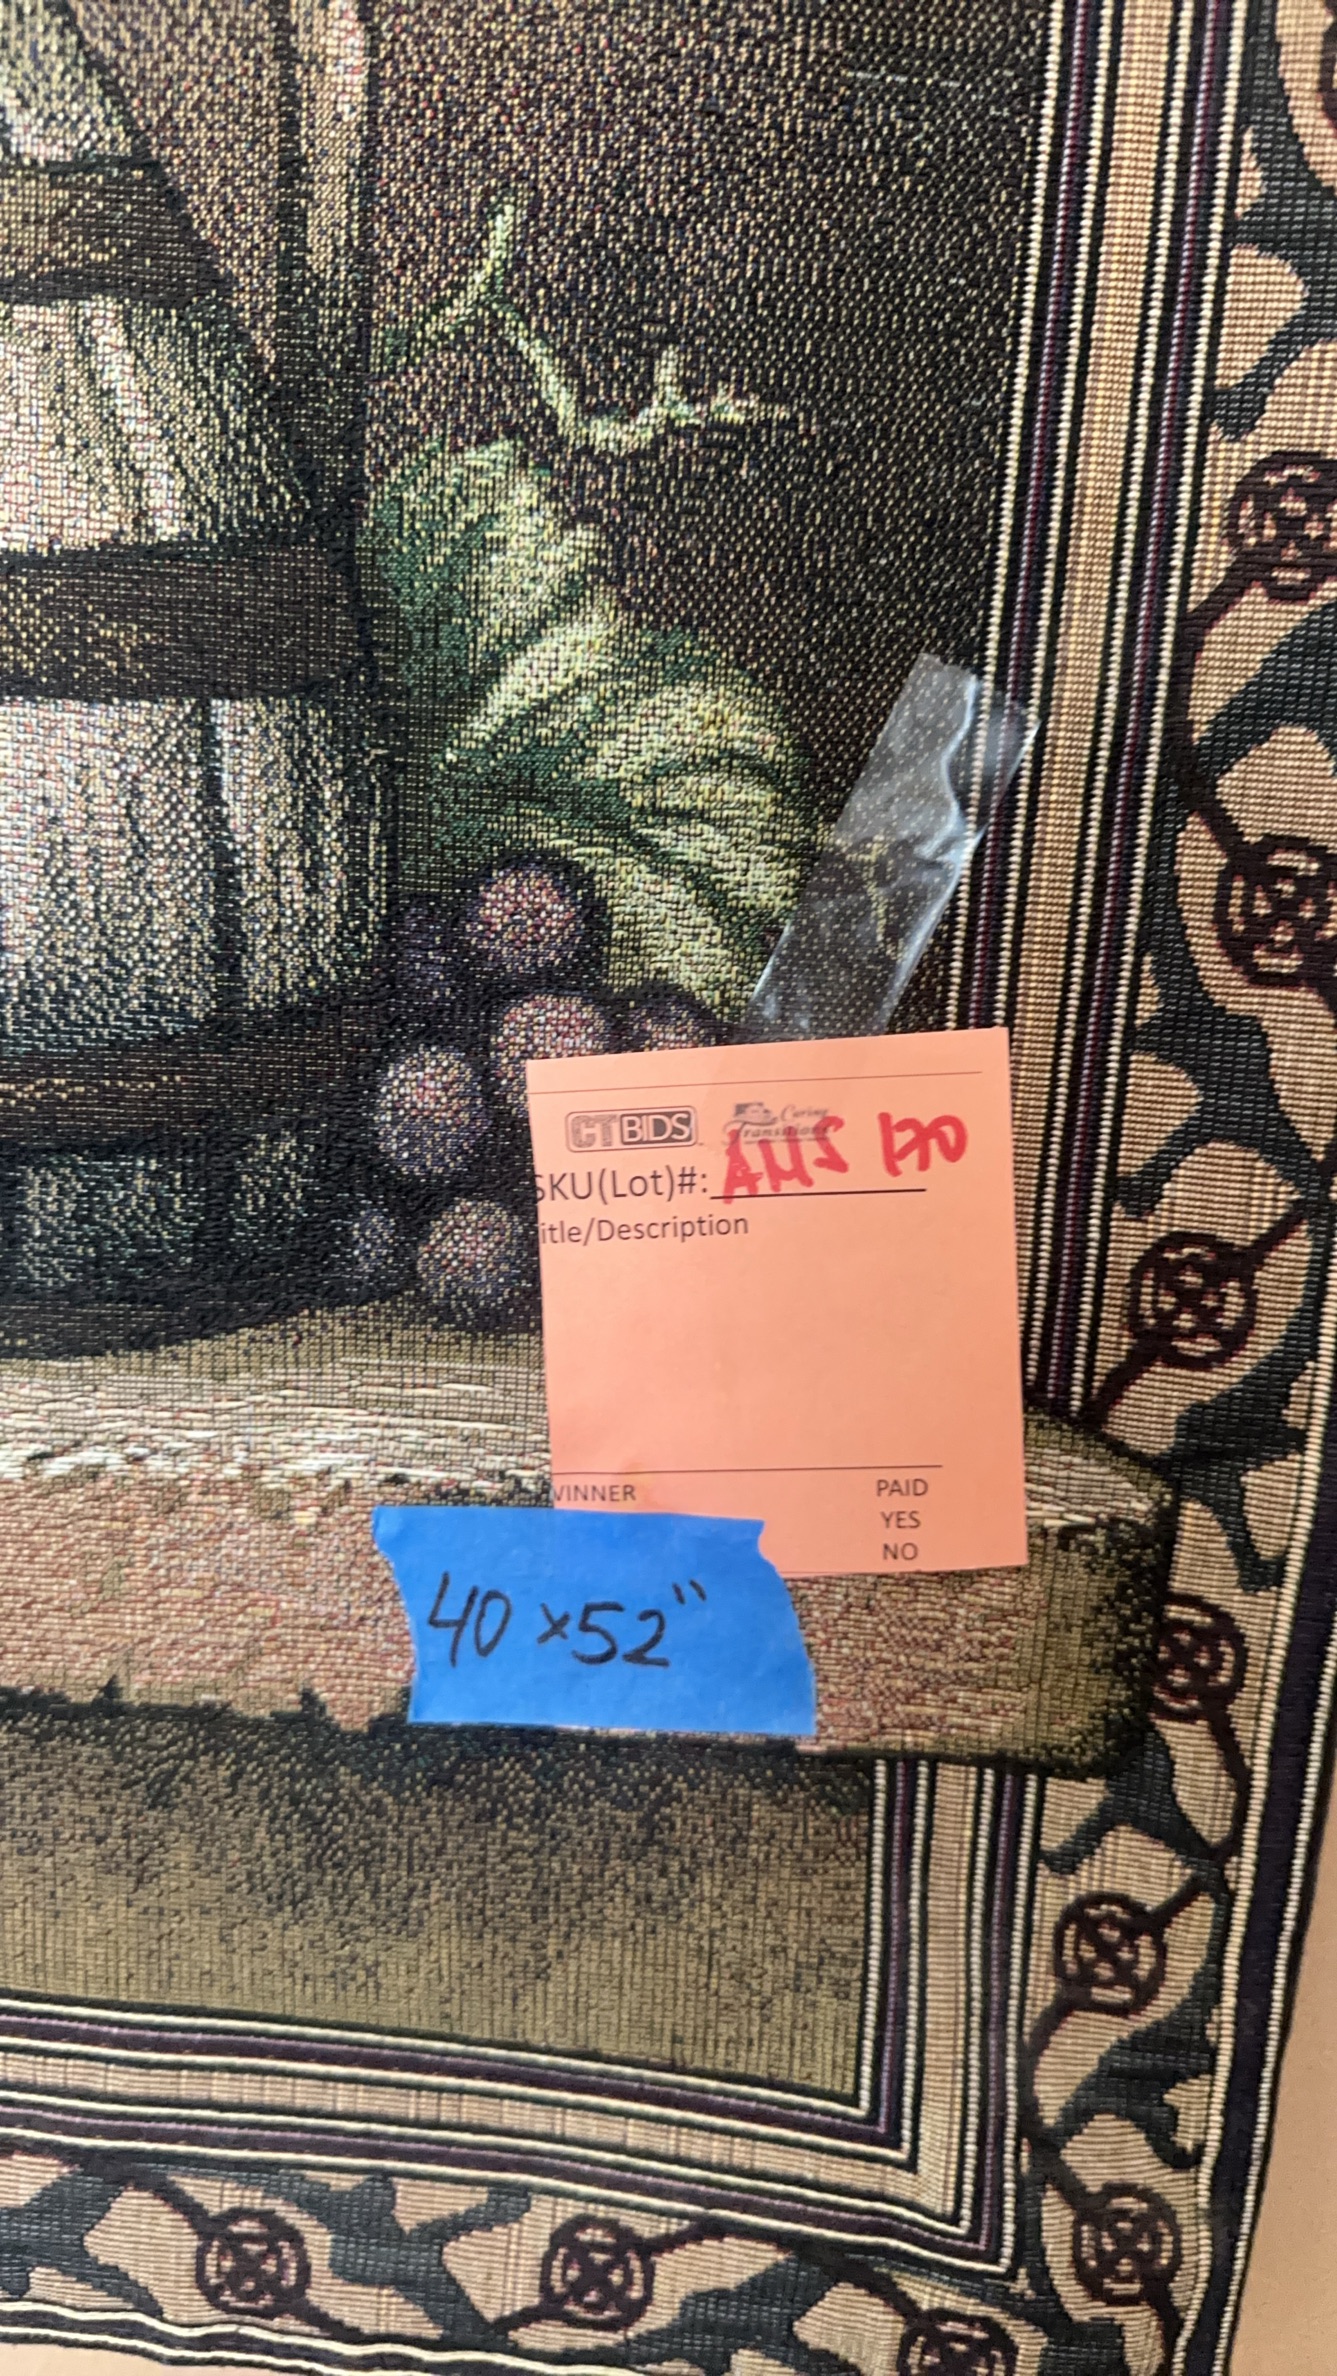 CTBIDS Caring Transitions
SKU(Lot)#: AMS 170
itle/Description
WINNER PAID
YES
NO
40 x 52"